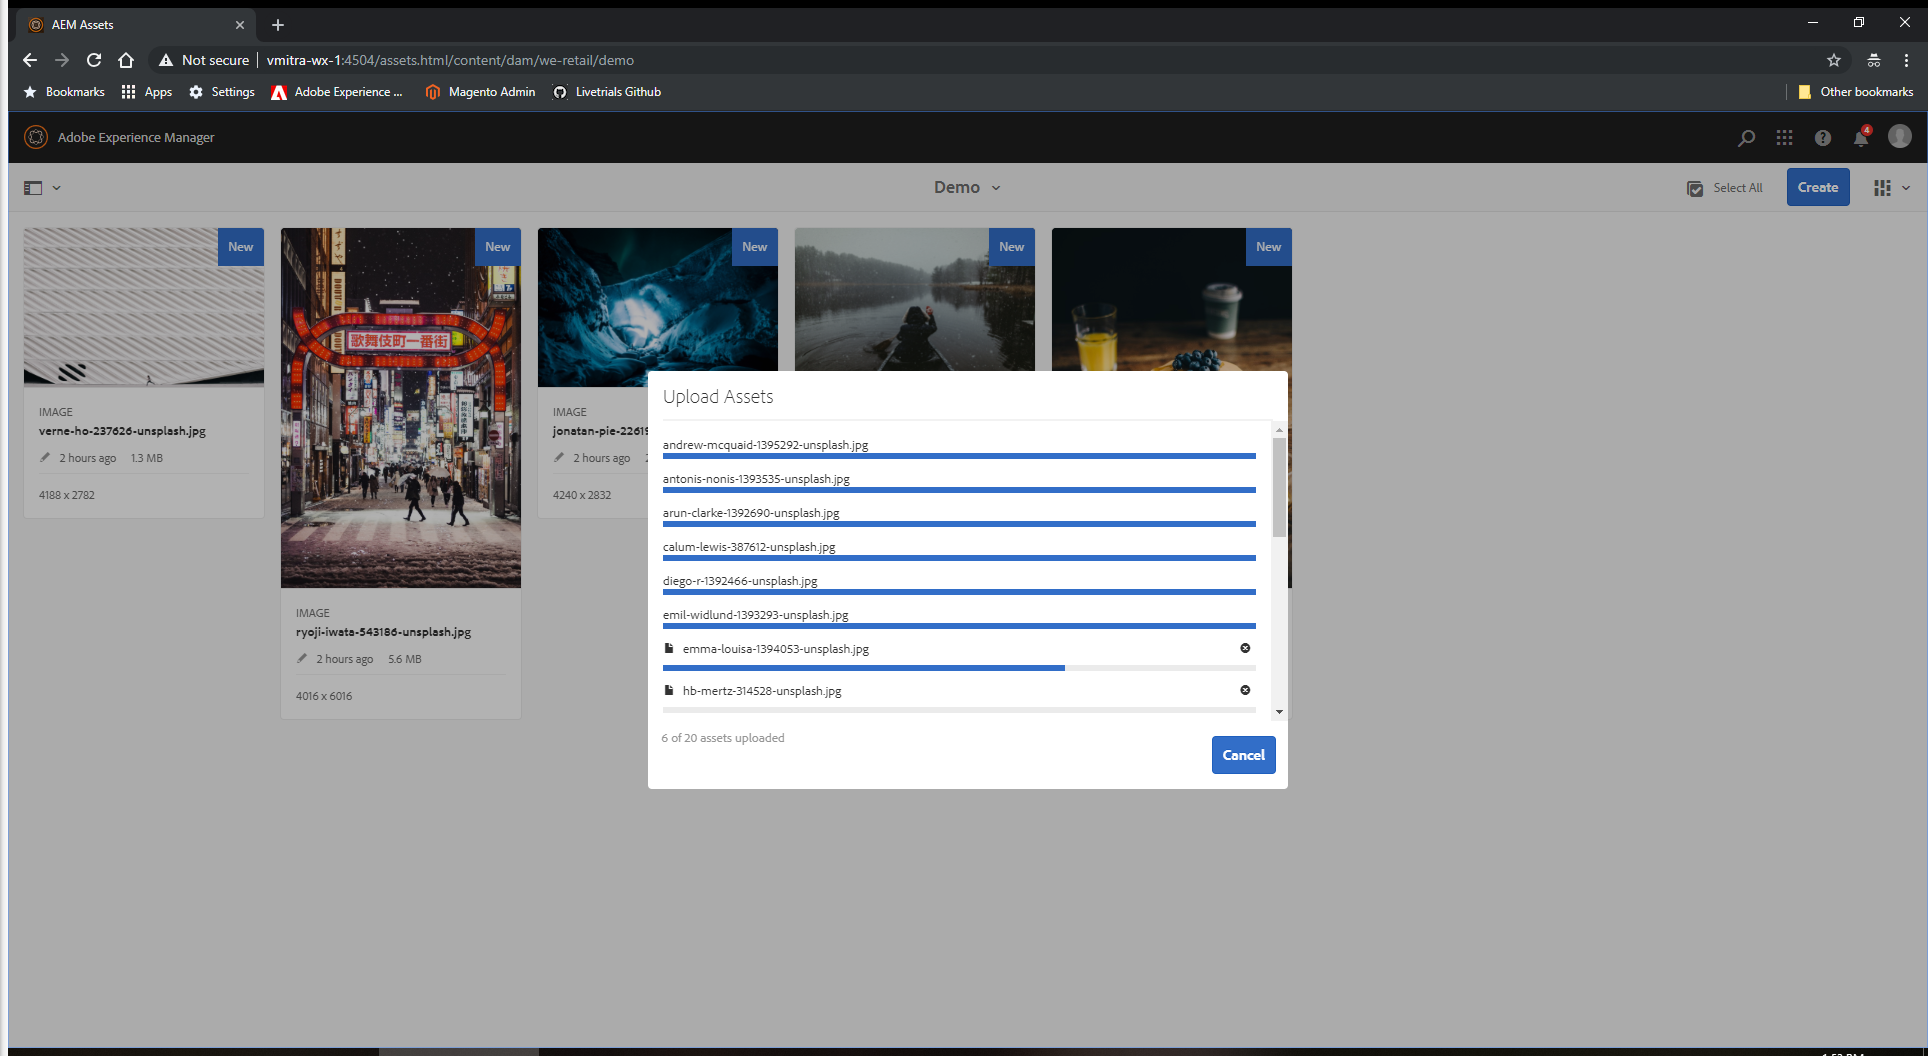 AEM Assets
Not secure vmitra-wx-1:4504/assets.html/content/dam/we-retail/demo
Bookmarks Apps Settings Adobe Experience ... Magento Admin Livetrials Github Other bookmarks
Adobe Experience Manager 4
Demo Select All Create
New New New New New
歌舞伎町一番街
IMAGE
verne-ho-237626-unsplash.jpg
2 hours ago 1.3 MB
4188 x 2782
IMAGE
ryoji-iwata-543186-unsplash.jpg
2 hours ago 5.6 MB
4016 x 6016
IMAGE
jonatan-pie-22619
2 hours ago
4240 x 2832
Upload Assets
andrew-mcquaid-1395292-unsplash.jpg
antonis-nonis-1393535-unsplash.jpg
arun-clarke-1392690-unsplash.jpg
calum-lewis-387612-unsplash.jpg
diego-r-1392466-unsplash.jpg
emil-widlund-1393293-unsplash.jpg
emma-louisa-1394053-unsplash.jpg
hb-mertz-314528-unsplash.jpg
6 of 20 assets uploaded
Cancel